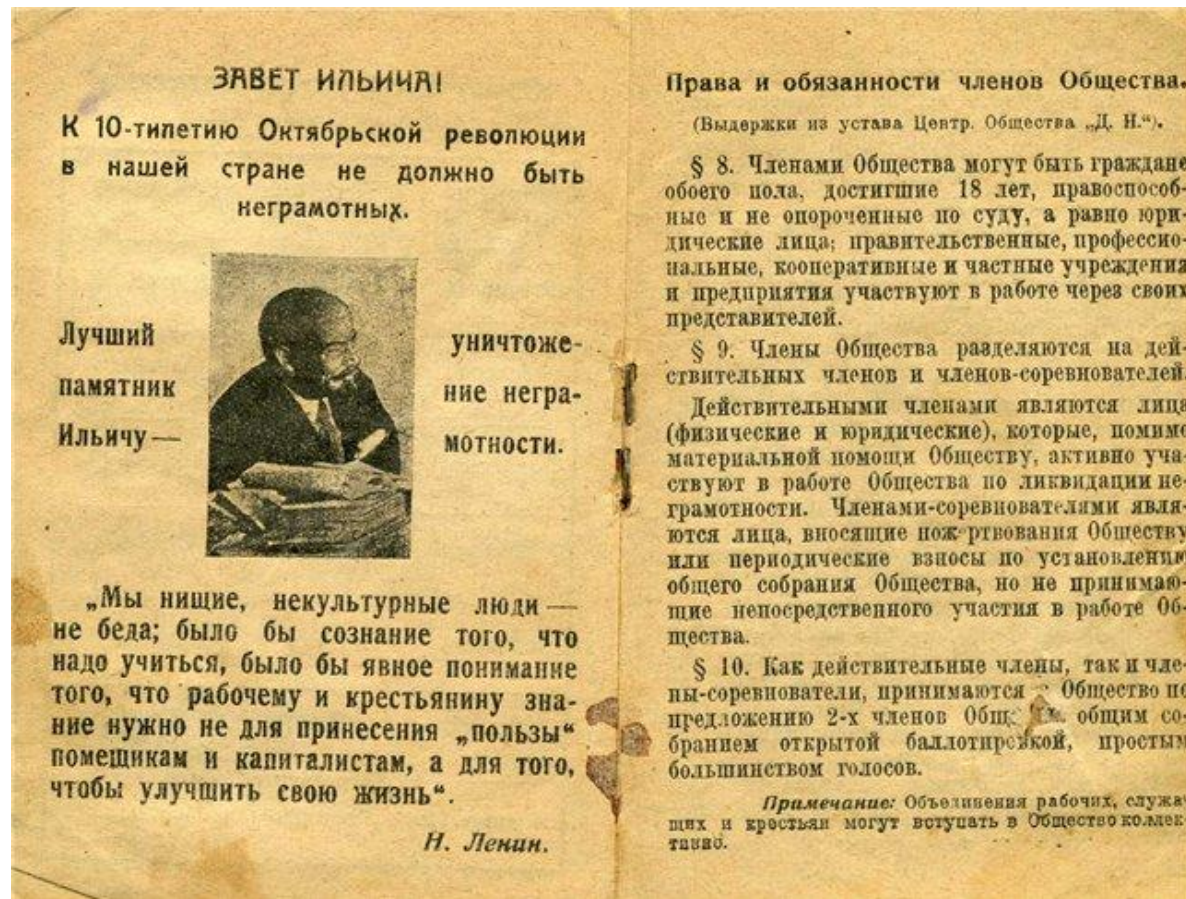 ЗАВЕТ ИЛЬИЧА!
К 10-тилетию Октябрьской революции
в нашей стране не должно быть
неграмотных.
Лучший
памятник
Ильичу —
уничтоже-
ние негра-
мотности.
„Мы нищие, некультурные люди —
не беда; было бы сознание того, что
надо учиться, было бы явное понимание
того, что рабочему и крестьянину зна-
ние нужно не для принесения „пользы“
помещикам и капиталистам, а для того,
чтобы улучшить свою жизнь“.
Н. Ленин.
Права и обязанности членов Общества.
(Выдержки из устава Центр. Общества „Д. Н.“).
§ 8. Членами Общества могут быть граждане
обоего пола, достигшие 18 лет, правоспособ-
ные и не опороченные по суду, а равно юри-
дические лица; правительственные, профессио-
нальные, кооперативные и частные учреждения
и предприятия участвуют в работе через своих
представителей.
§ 9. Члены Общества разделяются на дей-
ствительных членов и членов-соревнователей.
Действительными членами являются лица
(физические и юридические), которые, помимо
материальной помощи Обществу, активно уча-
ствуют в работе Общества по ликвидации не-
грамотности. Членами-соревнователями явля-
ются лица, вносящие пожертвования Обществу
или периодические взносы по установлению
общего собрания Общества, но не принимаю-
щие непосредственного участия в работе Об-
щества.
§ 10. Как действительные члены, так и чле-
ны-соревнователи, принимаются Общество по
предложению 2-х членов общим со-
бранием открытой баллотировкой, простым
большинством голосов.
Примечание: Объединения рабочих, служа-
щих и крестьян могут вступать в Общество коллек-
тивно.